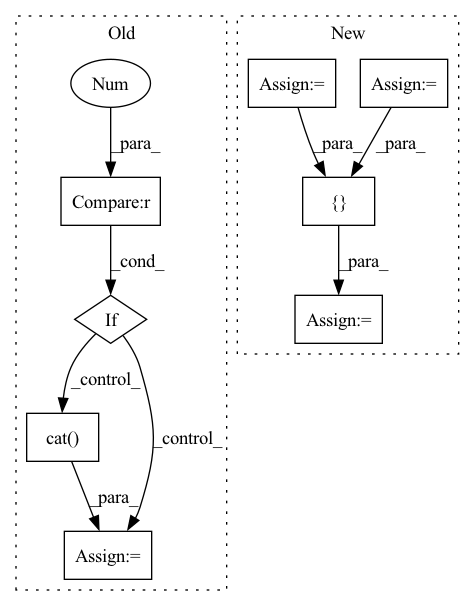 Old
New
Num
Assign:=
Assign:=
_para_
_para_
_para_
Compare:r
{}
_cond_
_para_
If
Assign:=
_control_
cat()
_control_
_para_
Assign:=